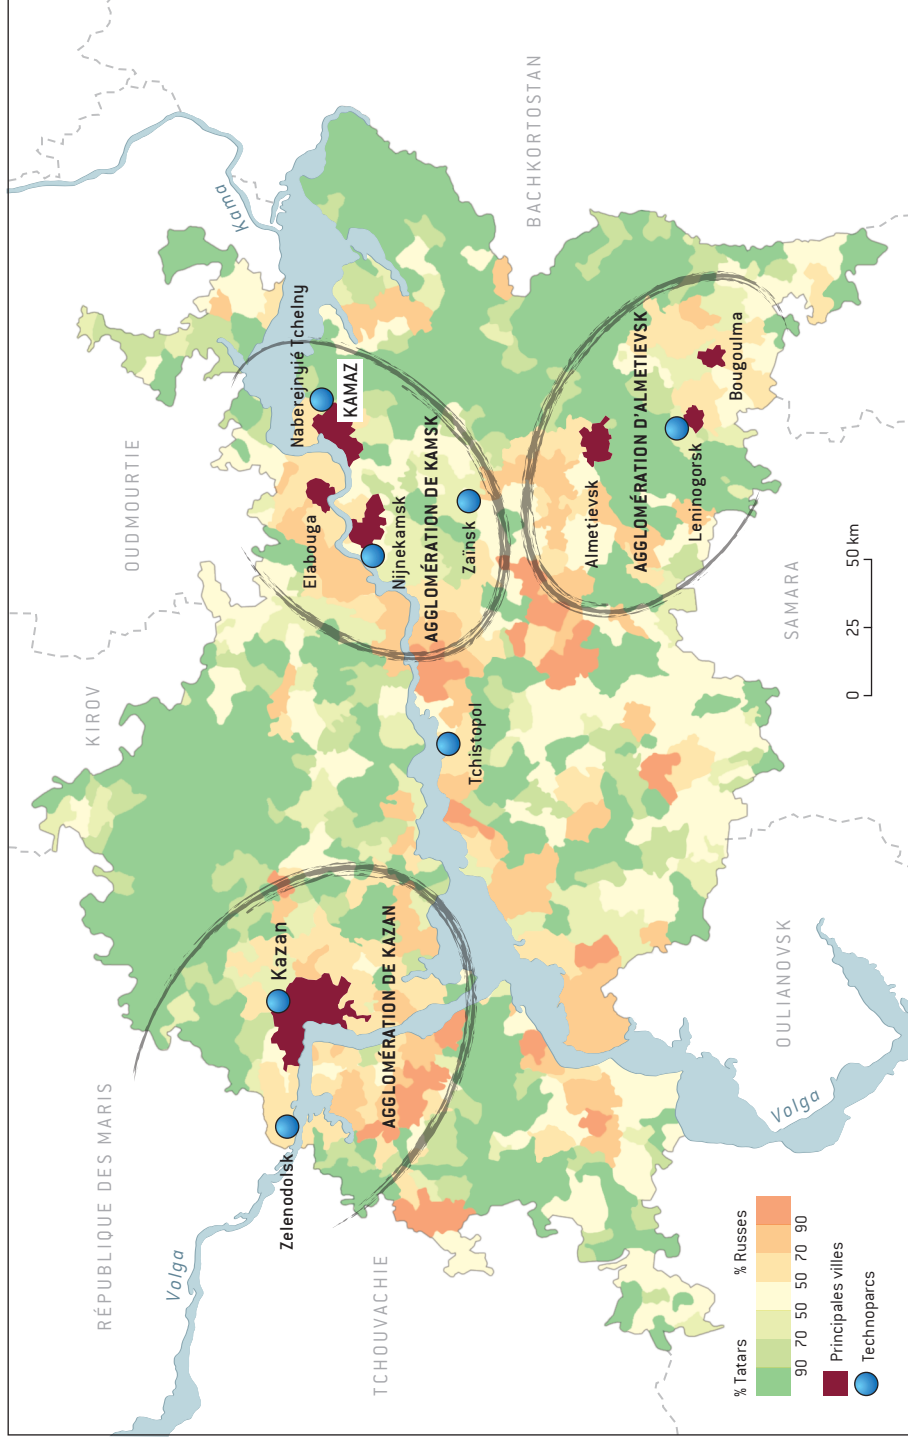 RÉPUBLIQUE DES MARIS
KIROV
OUDMOURTIE
Kama
Volga
Zelenodolsk
Kazan
AGGLOMÉRATION DE KAZAN
Elabouga
Naberejnyié Tchelny
KAMAZ
Nijnekamsk
AGGLOMÉRATION DE KAMSK
Zaïnsk
Tchistopol
TCHOUVACHIE
BACHKORTOSTAN
Almetievsk
AGGLOMÉRATION D'ALMETIEVSK
Leninogorsk
Bougoulma
Volga
OULIANOVSK
SAMARA
% Tatars
% Russes
90 70 50 50 70 90
Principales villes
Technoparcs
0 25 50 km